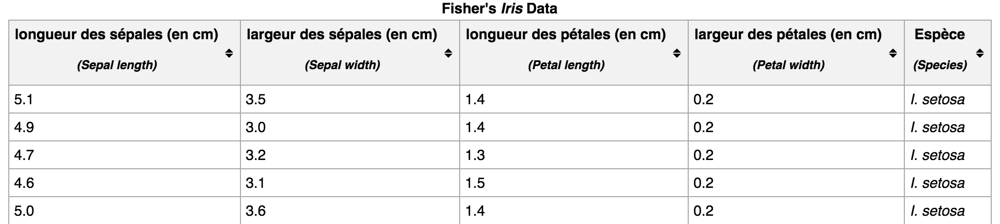 Fisher's Iris Data
longueur des sépales (en cm) largeur des sépales (en cm) longueur des pétales (en cm) largeur des pétales (en cm) Espèce
(Sepal length) (Sepal width) (Petal length) (Petal width) (Species)
5.1 3.5 1.4 0.2 I. setosa
4.9 3.0 1.4 0.2 I. setosa
4.7 3.2 1.3 0.2 I. setosa
4.6 3.1 1.5 0.2 I. setosa
5.0 3.6 1.4 0.2 I. setosa